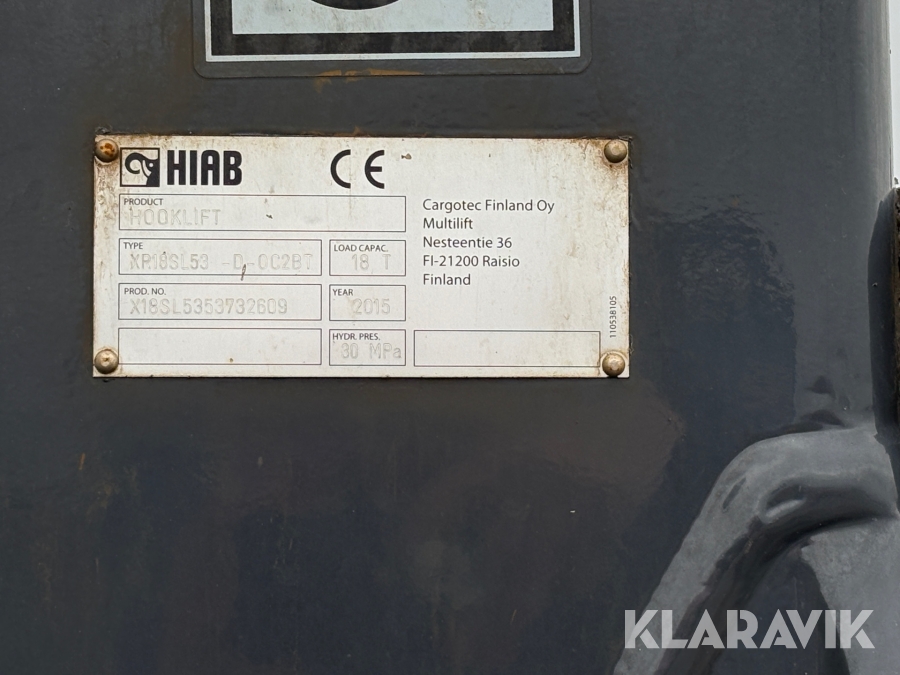 HIAB CE
PRODUCT
HOOKLIFT
TYPE
XR18SL53 -D-0C2BT
LOAD CAPAC.
18 T
PROD. NO.
X18SL5353732609
YEAR
2015
HYDR. PRES.
30 MPa
Cargotec Finland Oy
Multilift
Nesteentie 36
FI-21200 Raisio
Finland
110538105
KLARAVIK